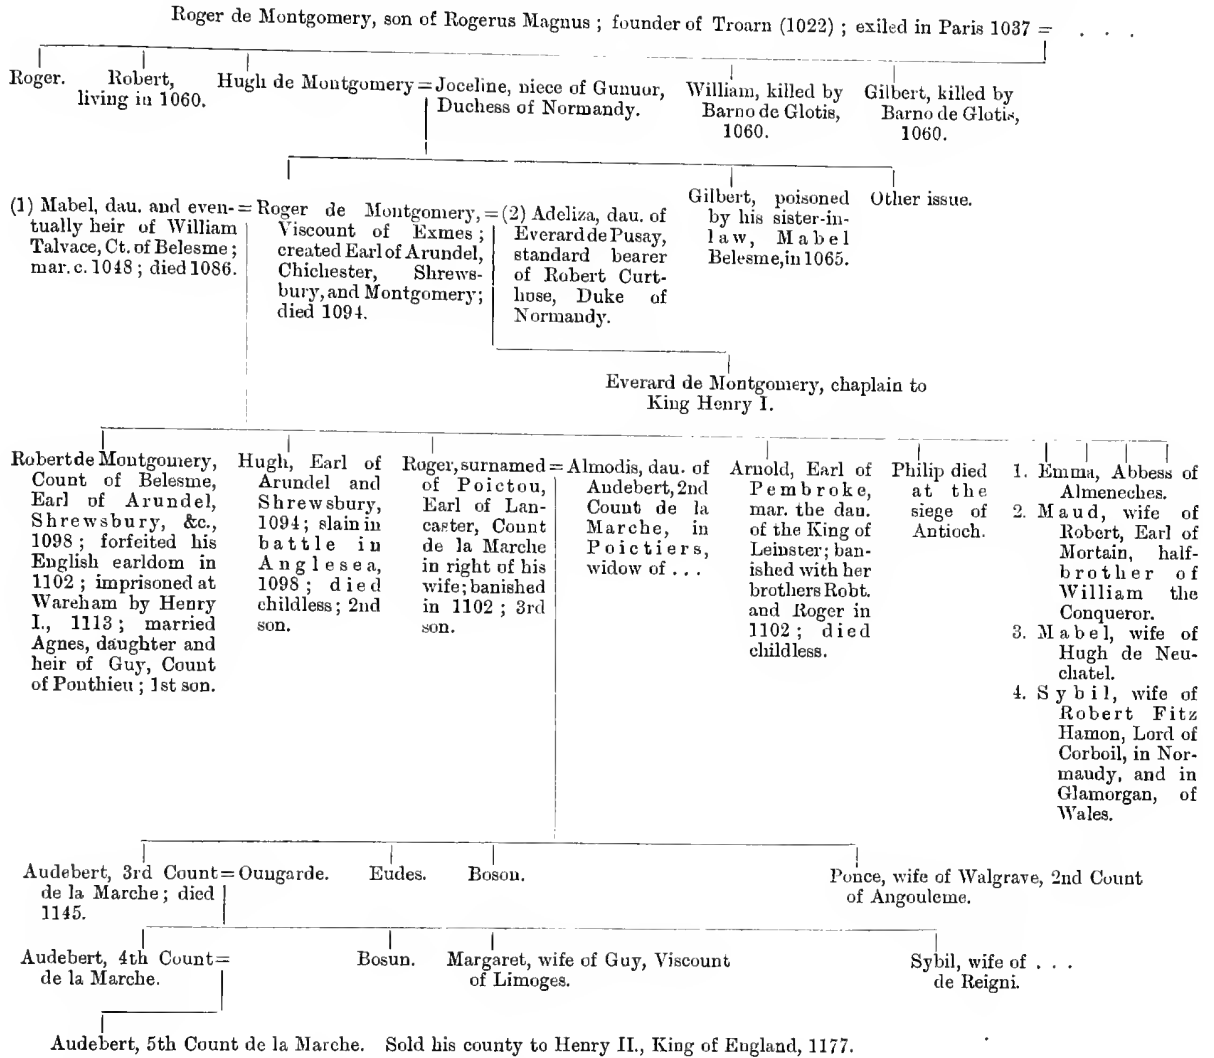 Roger de Montgomery, son of Rogerus Magnus ; founder of Troarn (1022) ; exiled in Paris 1037 = . . .
Roger.
Robert,
living in 1060.
Hugh de Montgomery = Joceline, niece of Gunuor,
Duchess of Normandy.
William, killed by
Barno de Glotis,
1060.
Gilbert, killed by
Barno de Glotis,
1060.
(1) Mabel, dau. and even-
tually heir of William
Talvace, Ct. of Belesme ;
mar. c. 1048 ; died 1086.
= Roger de Montgomery, =
Viscount of Exmes ;
created Earl of Arundel,
Chichester, Shrews-
bury, and Montgomery;
died 1094.
(2) Adeliza, dau. of
Everard de Pusay,
standard bearer
of Robert Curt-
huse, Duke of
Normandy.
Gilbert, poisoned
by his sister-in-
law, Mabel
Belesme, in 1065.
Other issue.
Everard de Montgomery, chaplain to
King Henry I.
Robert de Montgomery,
Count of Belesme,
Earl of Arundel,
Shrewsbury, &c.,
1098 ; forfeited his
English earldom in
1102 ; imprisoned at
Wareham by Henry
I., 1113 ; married
Agnes, daughter and
heir of Guy, Count
of Ponthieu ; 1st son.
Hugh, Earl of
Arundel and
Shrewsbury,
1094; slain in
battle in
Anglesea,
1098 ; died
childless ; 2nd
son.
Roger, surnamed =
of Poictou,
Earl of Lan-
caster, Count
de la Marche
in right of his
wife; banished
in 1102 ; 3rd
son.
Almodis, dau. of
Audebert, 2nd
Count de la
Marche, in
Poictiers,
widow of . . .
Arnold, Earl of
Pembroke,
mar. the dau.
of the King of
Leinster; ban-
ished with her
brothers Robt.
and Roger in
1102 ; died
childless.
Philip died
at the
siege of
Antioch.
1. Emma, Abbess of
Almeneches.
2. Maud, wife of
Robert, Earl of
Mortain, half-
brother of
William the
Conqueror.
3. Mabel, wife of
Hugh de Neu-
chatel.
4. Sybil, wife of
Robert Fitz
Hamon, Lord of
Corboil, in Nor-
maudy, and in
Glamorgan, of
Wales.
Audebert, 3rd Count = Oungarde.
de la Marche ; died
1145.
Eudes.
Boson.
Ponce, wife of Walgrave, 2nd Count
of Angouleme.
Audebert, 4th Count =
de la Marche.
Bosun.
Margaret, wife of Guy, Viscount
of Limoges.
Sybil, wife of . . .
de Reigni.
Audebert, 5th Count de la Marche. Sold his county to Henry II., King of England, 1177.